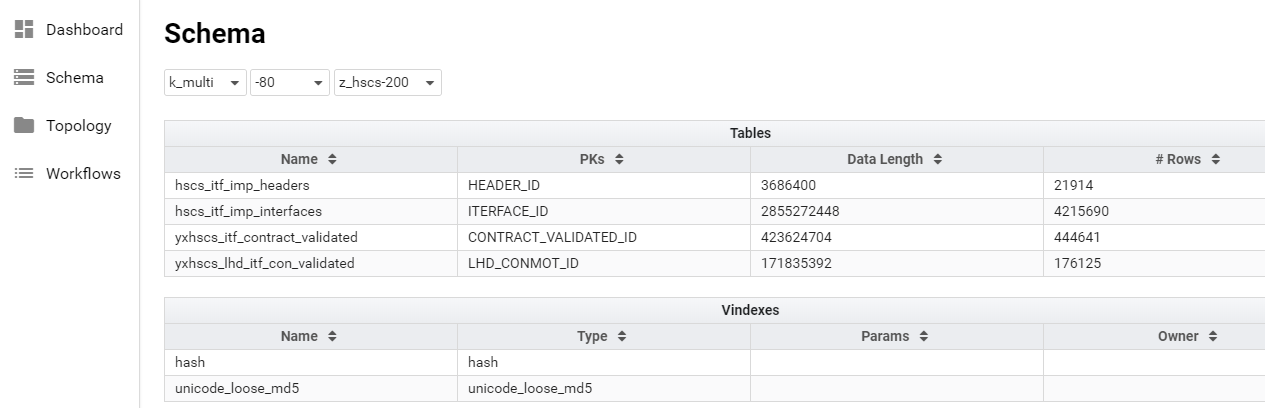 Dashboard
Schema
Topology
Workflows
Schema
k_multi -80 z_hscs-200
Tables
Name PKs Data Length # Rows
hscs_itf_imp_headers HEADER_ID 3686400 21914
hscs_itf_imp_interfaces ITERFACE_ID 2855272448 4215690
yxhscs_itf_contract_validated CONTRACT_VALIDATED_ID 423624704 444641
yxhscs_lhd_itf_con_validated LHD_CONMOT_ID 171835392 176125
Vindexes
Name Type Params Owner
hash hash
unicode_loose_md5 unicode_loose_md5